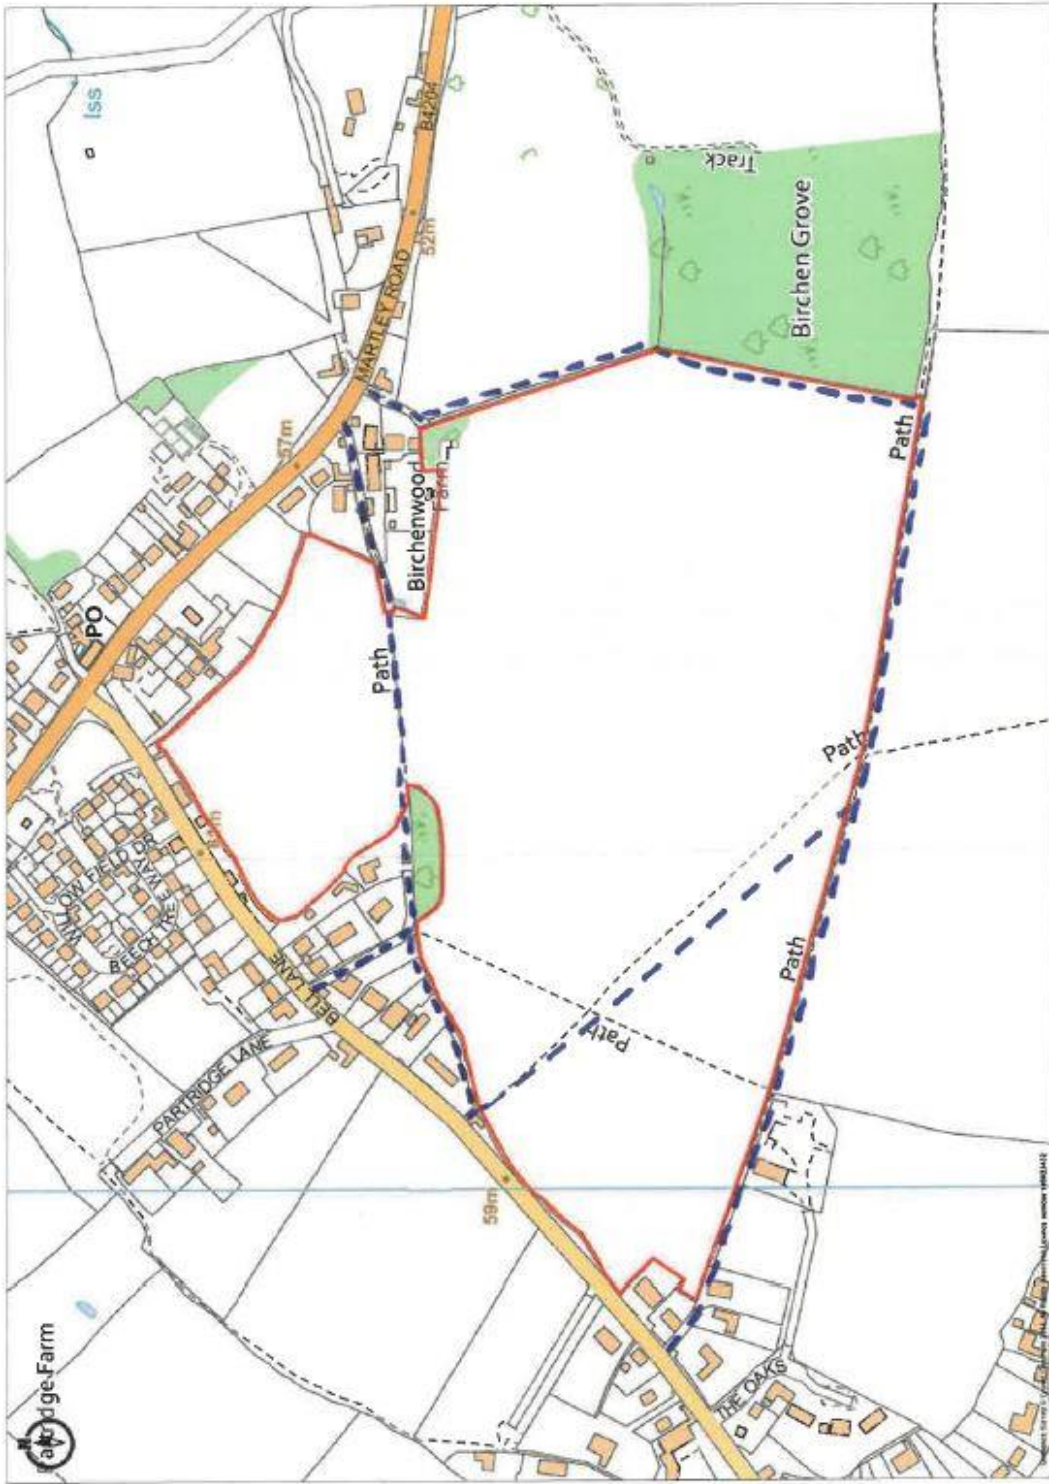 Iss
B4204
52m
MARTLEY ROAD
57m
PO
Track
Birchen Grove
Path
Birchenwood
Farm
Path
Path
WILLOW FIELD DR
BEECH TREE WAY
BELL LANE
PARTRIDGE LANE
Path
Path
59m
THE OAKS
Partridge Farm
N